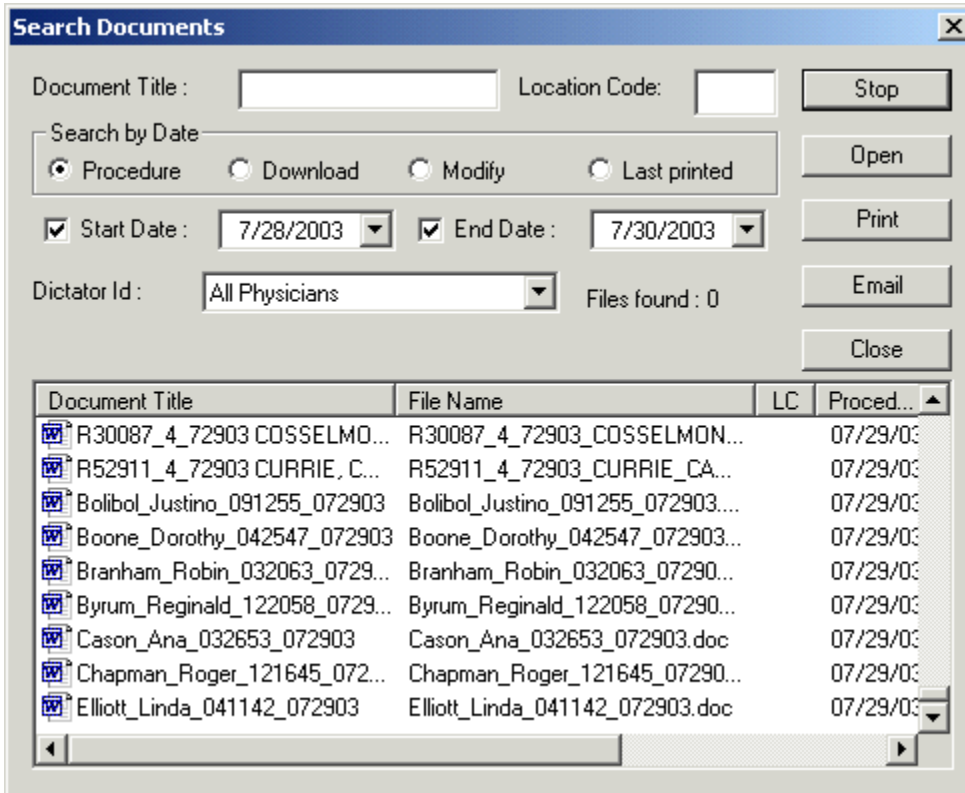 Search Documents
Document Title : Location Code: Stop
Search by Date
Procedure Download Modify Last printed Open
Start Date : 7/28/2003 End Date : 7/30/2003 Print
Dictator Id : All Physicians Files found : 0 Email
Close
Document Title File Name LC Proced...
R30087_4_72903 COSSELMO... R30087_4_72903_COSSELMON... 07/29/03
R52911_4_72903 CURRIE, C... R52911_4_72903_CURRIE_CA... 07/29/03
Bolibol_Justino_091255_072903 Bolibol_Justino_091255_072903.... 07/29/03
Boone_Dorothy_042547_072903 Boone_Dorothy_042547_072903... 07/29/03
Branham_Robin_032063_0729... Branham_Robin_032063_07290... 07/29/03
Byrum_Reginald_122058_0729... Byrum_Reginald_122058_07290... 07/29/03
Cason_Ana_032653_072903 Cason_Ana_032653_072903.doc 07/29/03
Chapman_Roger_121645_072... Chapman_Roger_121645_07290... 07/29/03
Elliott_Linda_041142_072903 Elliott_Linda_041142_072903.doc 07/29/03